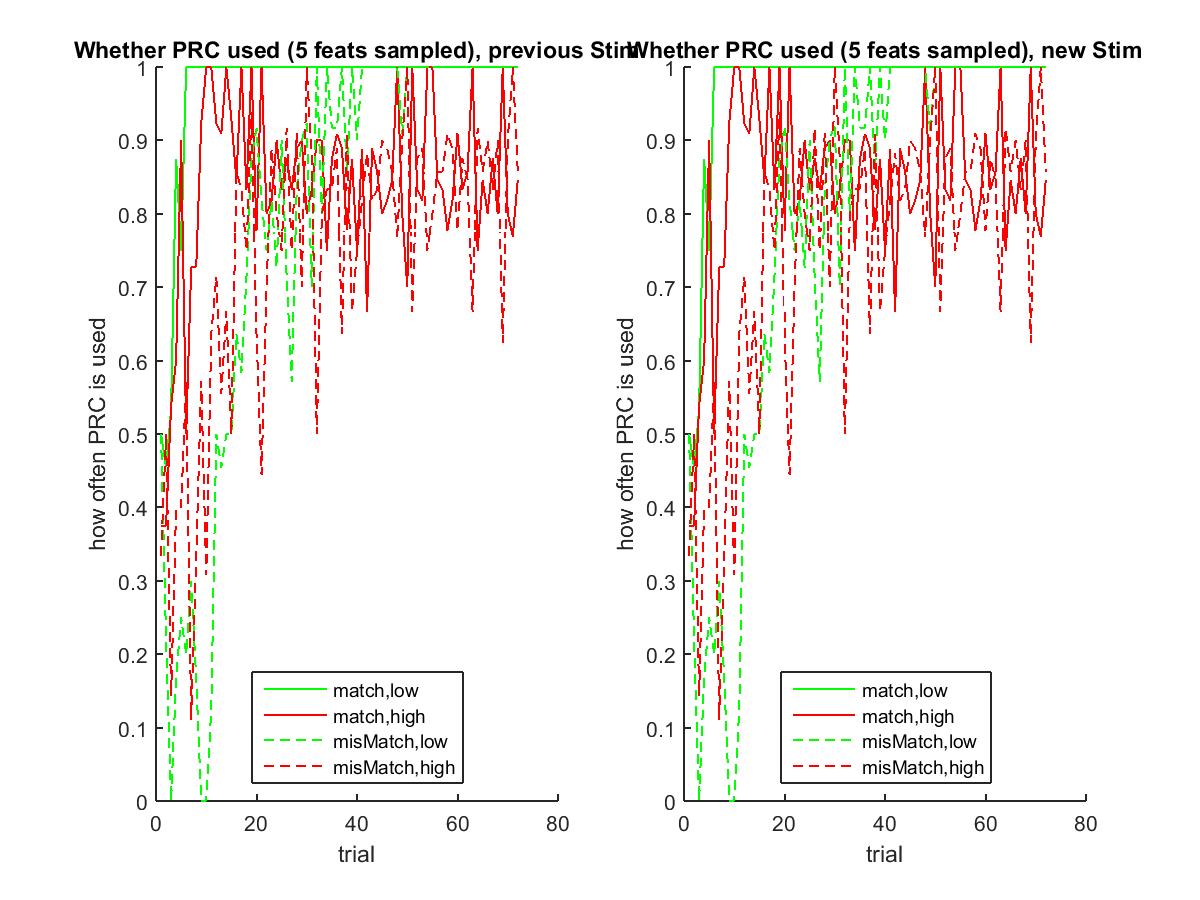 Whether PRC used (5 feats sampled), previous Stim
Whether PRC used (5 feats sampled), new Stim
how often PRC is used
1
0.9
0.8
0.7
0.6
0.5
0.4
0.3
0.2
0.1
0
match,low
match,high
misMatch,low
misMatch,high
0 20 40 60 80
trial
how often PRC is used
1
0.9
0.8
0.7
0.6
0.5
0.4
0.3
0.2
0.1
0
match,low
match,high
misMatch,low
misMatch,high
0 20 40 60 80
trial